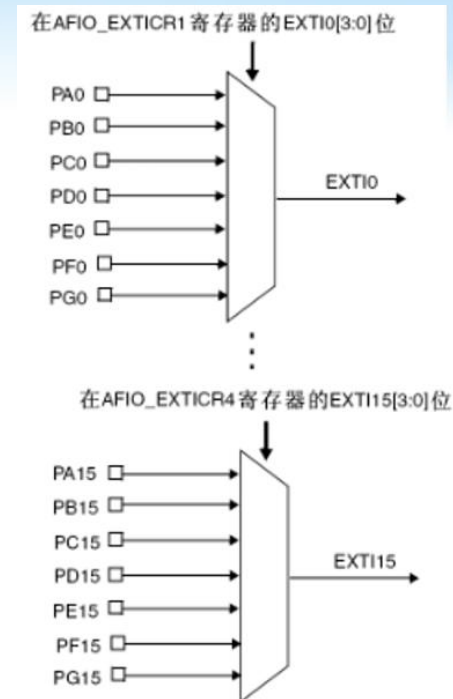 在AFIO_EXTICR1寄存器的EXTI0[3:0]位
PA0
PB0
PC0
PD0
PE0
PF0
PG0
EXTI0
在AFIO_EXTICR4寄存器的EXTI15[3:0]位
PA15
PB15
PC15
PD15
PE15
PF15
PG15
EXTI15